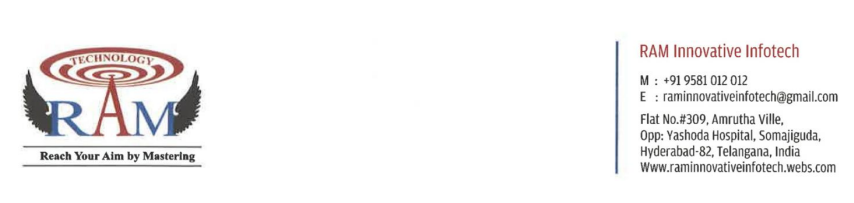 TECHNOLOGY
RAM
Reach Your Aim by Mastering
RAM Innovative Infotech
M : +91 9581 012 012
E : raminnovativeinfotech@gmail.com
Flat No.#309, Amrutha Ville,
Opp: Yashoda Hospital, Somajiguda,
Hyderabad-82, Telangana, India
Www.raminnovativeinfotech.webs.com